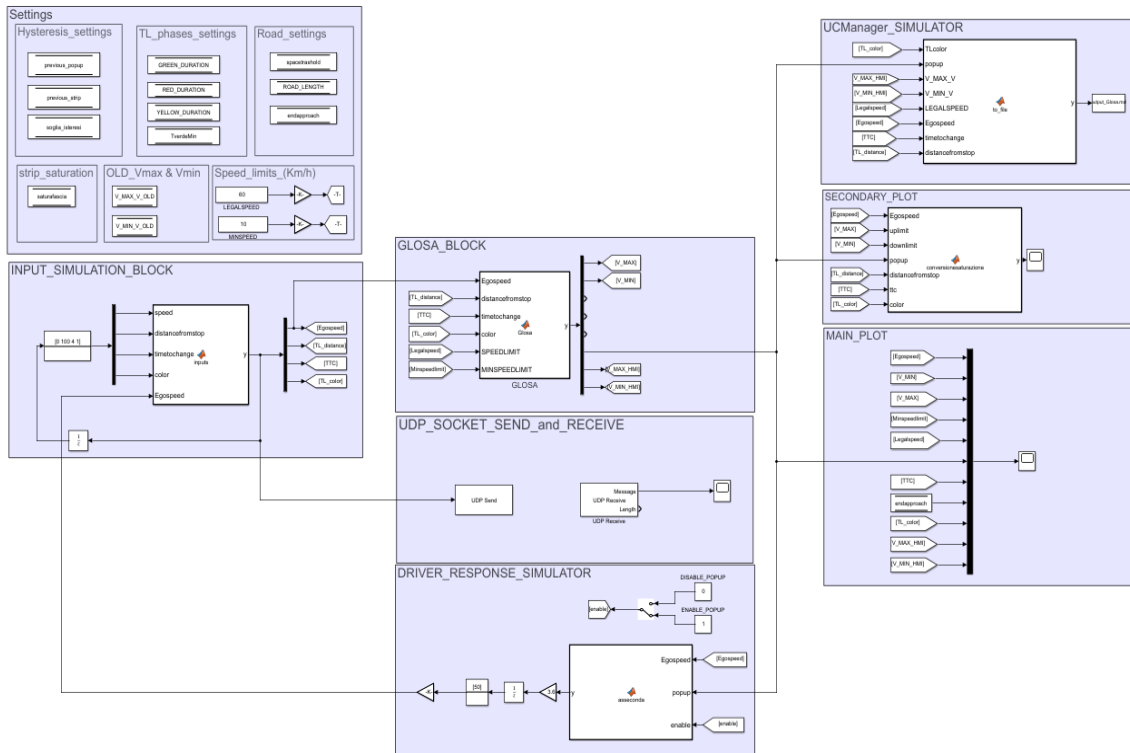 Settings
Hysteresis_settings
previous_popup
previous_strip
soglia_isteresi
TL_phases_settings
GREEN_DURATION
RED_DURATION
YELLOW_DURATION
TverdeMin
Road_settings
spacetrashold
ROAD_LENGTH
endapproach
strip_saturation
saturafascia
OLD_Vmax & Vmin
V_MAX_V_OLD
V_MIN_V_OLD
Speed_limits_(Km/h)
60
-K-
-T-
LEGALSPEED
10
-K-
-T-
MINSPEED
INPUT_SIMULATION_BLOCK
[0 100 4 1]
speed
distancefromstop
timetochange
color
Egospeed
inputs
y
[Egospeed]
[TL_distance]
[TTC]
[TL_color]
1
z
GLOSA_BLOCK
[TL_distance]
[TTC]
[TL_color]
[Legalspeed]
[Minspeedlimit]
Egospeed
distancefromstop
timetochange
color
SPEEDLIMIT
MINSPEEDLIMIT
Glosa
y
GLOSA
[V_MAX]
[V_MIN]
[V_MAX_HMI]
[V_MIN_HMI]
UDP_SOCKET_SEND_and_RECEIVE
UDP Send
Message
UDP Receive
Length
UDP Receive
DRIVER_RESPONSE_SIMULATOR
DISABLE_POPUP
0
[enable]
ENABLE_POPUP
1
Egospeed
[Egospeed]
popup
enable
[enable]
asseconda
y
3.6
1
z
[50]
-K-
UCManager_SIMULATOR
[TL_color]
V_MAX_HMI]
[V_MIN_HMI]
[Legalspeed]
[Egospeed]
[TTC]
[TL_distance]
TLcolor
popup
V_MAX_V
V_MIN_V
LEGALSPEED
Egospeed
timetochange
distancefromstop
to_file
y
SECONDARY_PLOT
[Egospeed]
[V_MAX]
[V_MIN]
[TL_distance]
[TTC]
[TL_color]
Egospeed
uplimit
downlimit
popup
distancefromstop
ttc
color
conversionesaturazione
y
MAIN_PLOT
[Egospeed]
[V_MIN]
[V_MAX]
[Minspeedlimit]
[Legalspeed]
[TTC]
endapproach
[TL_color]
V_MAX_HMI]
[V_MIN_HMI]